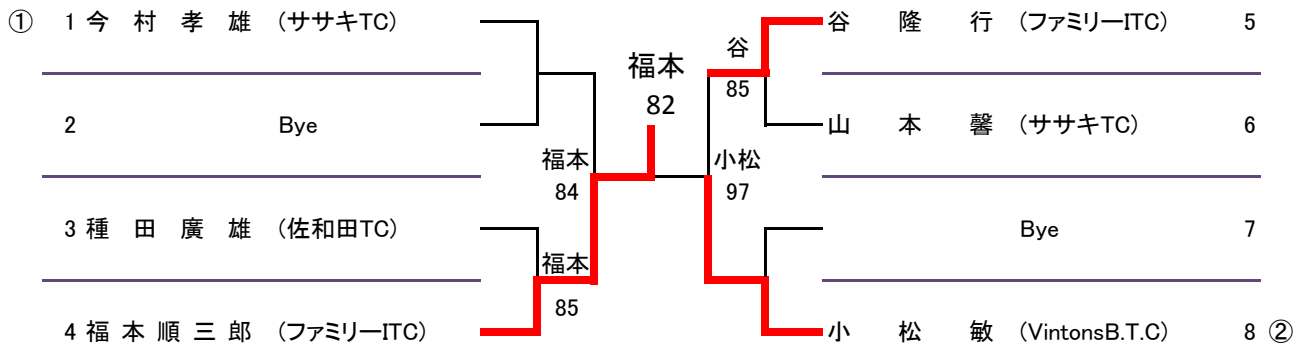 ① 1 今 村 孝 雄 (ササキTC)
2 Bye
3 種 田 廣 雄 (佐和田TC)
4 福 本 順 三 郎 (ファミリーITC)
福本
85
福本
84
福本
82
谷
85
小松
97
谷 隆 行 (ファミリーITC) 5
山 本 馨 (ササキTC) 6
Bye 7
小 松 敏 (VintonsB.T.C) 8 ②